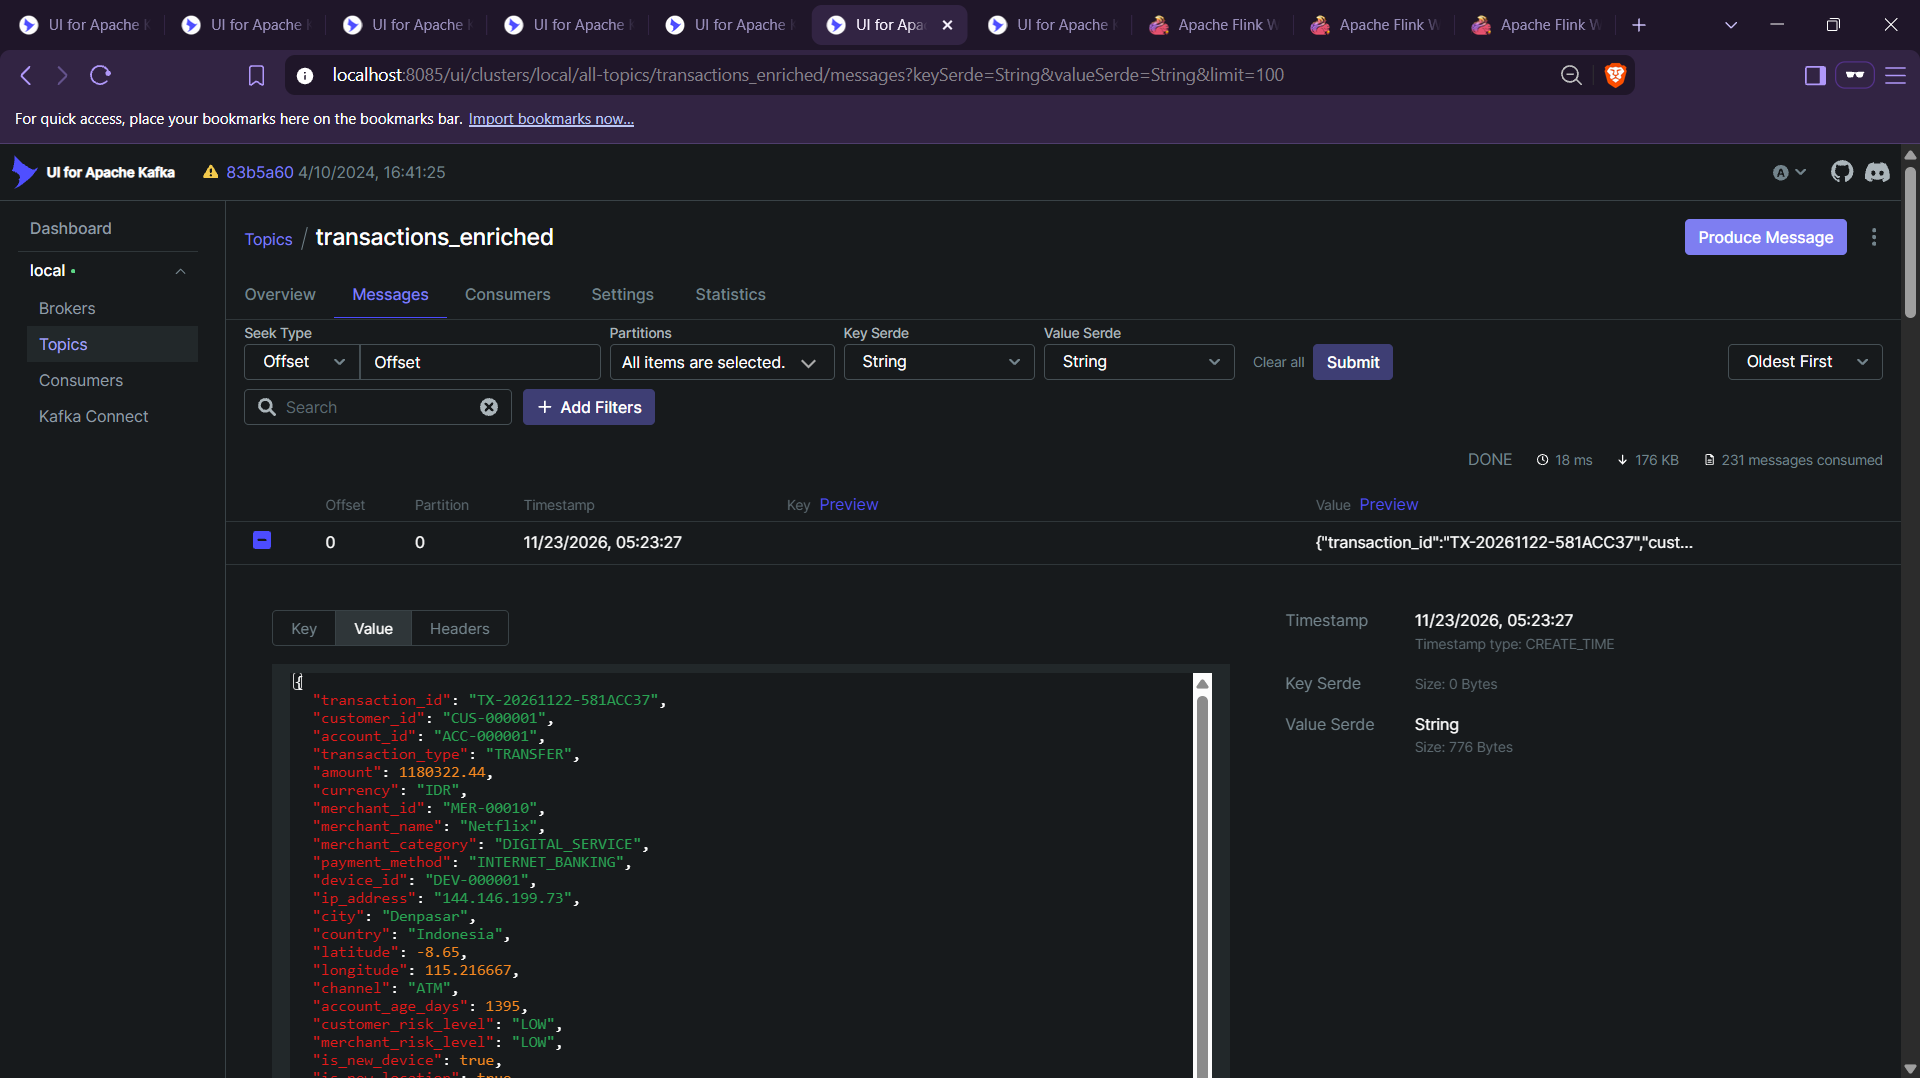 UI for Apache
UI for Apache
UI for Apache
UI for Apache
UI for Apache
UI for Apa
UI for Apache
Apache Flink W
Apache Flink W
Apache Flink W
localhost:8085/ui/clusters/local/all-topics/transactions_enriched/messages?keySerde=String&valueSerde=String&limit=100
For quick access, place your bookmarks here on the bookmarks bar. Import bookmarks now...
UI for Apache Kafka 83b5a60 4/10/2024, 16:41:25
A
Dashboard
local
Brokers
Topics
Consumers
Kafka Connect
Topics / transactions_enriched
Produce Message
Overview Messages Consumers Settings Statistics
Seek Type Partitions Key Serde Value Serde
Offset Offset All items are selected. String String Clear all Submit Oldest First
Search + Add Filters
DONE 18 ms 176 KB 231 messages consumed
Offset Partition Timestamp Key Preview Value Preview
0 0 11/23/2026, 05:23:27 {"transaction_id":"TX-20261122-581ACC37","cust...
Key Value Headers
{
"transaction_id": "TX-20261122-581ACC37",
"customer_id": "CUS-000001",
"account_id": "ACC-000001",
"transaction_type": "TRANSFER",
"amount": 1180322.44,
"currency": "IDR",
"merchant_id": "MER-00010",
"merchant_name": "Netflix",
"merchant_category": "DIGITAL_SERVICE",
"payment_method": "INTERNET_BANKING",
"device_id": "DEV-000001",
"ip_address": "144.146.199.73",
"city": "Denpasar",
"country": "Indonesia",
"latitude": -8.65,
"longitude": 115.216667,
"channel": "ATM",
"account_age_days": 1395,
"customer_risk_level": "LOW",
"merchant_risk_level": "LOW",
"is_new_device": true,
"is_new_location": true
Timestamp 11/23/2026, 05:23:27
Timestamp type: CREATE_TIME
Key Serde Size: 0 Bytes
Value Serde String
Size: 776 Bytes